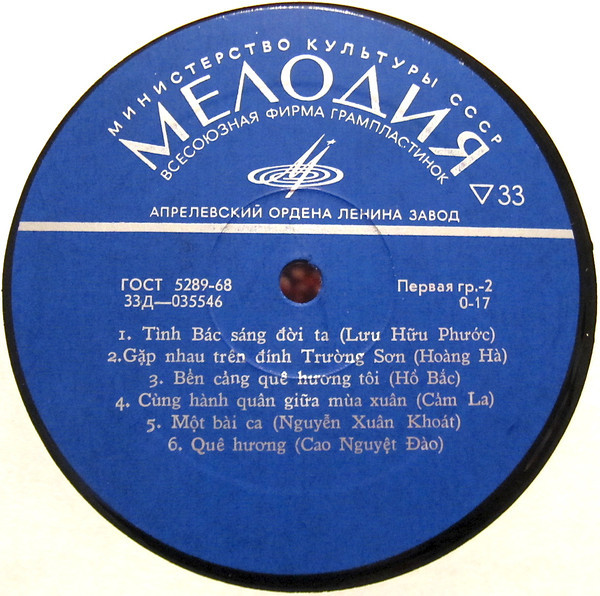 МИНИСТЕРСТВО КУЛЬТУРЫ СССР
МЕЛОДИЯ
ВСЕСОЮЗНАЯ ФИРМА ГРАМПЛАСТИНОК
▽33
АПРЕЛЕВСКИЙ ОРДЕНА ЛЕНИНА ЗАВОД
ГОСТ 5289-68
Первая гр.-2
33Д—035546
0-17
1. Tình Bác sáng đời ta (Lưu Hữu Phước)
2.Gặp nhau trên đính Trường Sơn (Hoàng Hà)
3. Bến cảng quê hương tôi (Hồ Bắc)
4. Cùng hành quân giữa mùa xuân (Cảm La)
5. Một bài ca (Nguyễn Xuân Khoát)
6. Quê hương (Cao Nguyệt Đào)